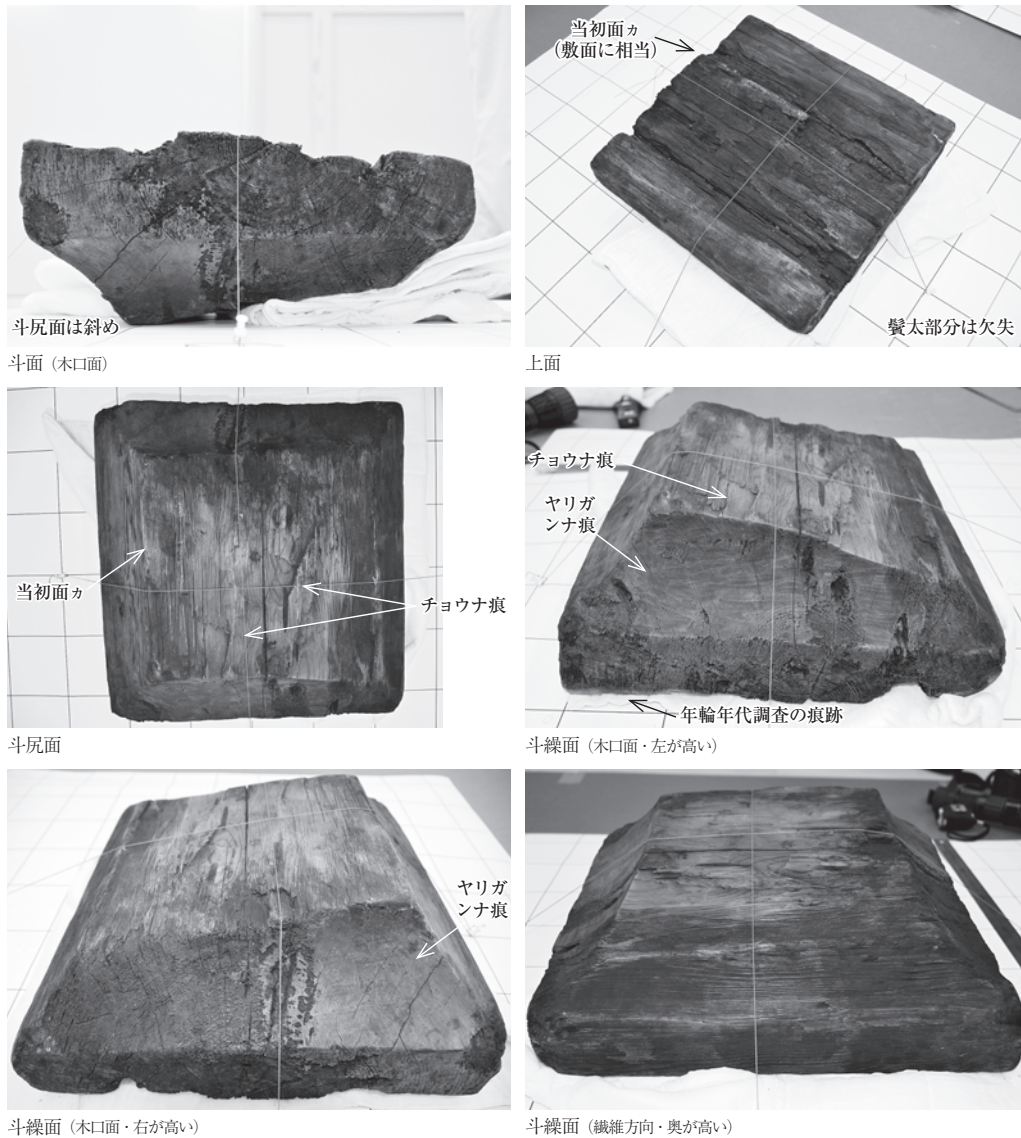 斗尻面は斜め
斗面（木口面）
当初面ヵ
（敷面に相当）
鬢太部分は欠失
上面
当初面ヵ
チョウナ痕
斗尻面
チョウナ痕
ヤリガ
ンナ痕
年輪年代調査の痕跡
斗繰面（木口面・左が高い）
ヤリガ
ンナ痕
斗繰面（木口面・右が高い）
斗繰面（繊維方向・奥が高い）